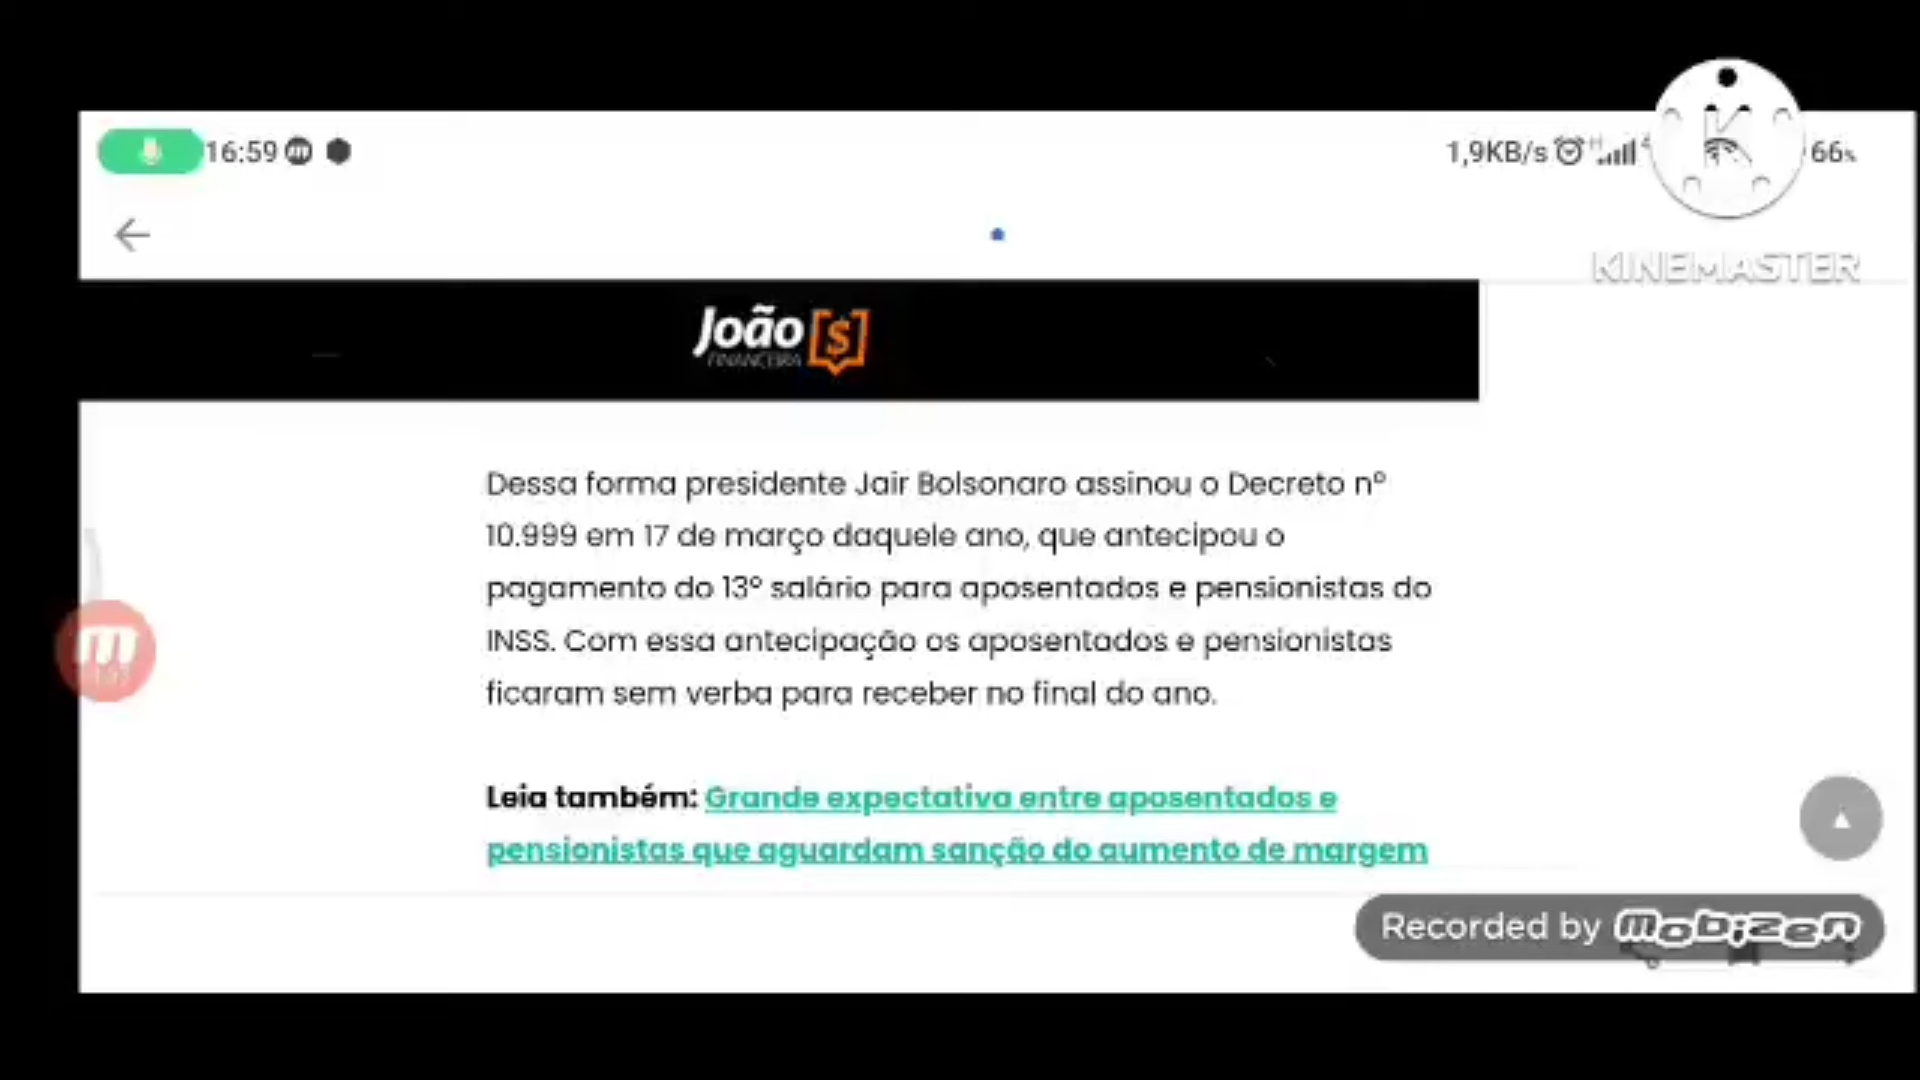 16:59
1,9KB/s
66%
KINEMASTER
João
FINANCEIRA
Dessa forma presidente Jair Bolsonaro assinou o Decreto nº
10.999 em 17 de março daquele ano, que antecipou o
pagamento do 13º salário para aposentados e pensionistas do
INSS. Com essa antecipação os aposentados e pensionistas
ficaram sem verba para receber no final do ano.
Leia também: Grande expectativa entre aposentados e
pensionistas que aguardam sanção do aumento de margem
Recorded by mobizen